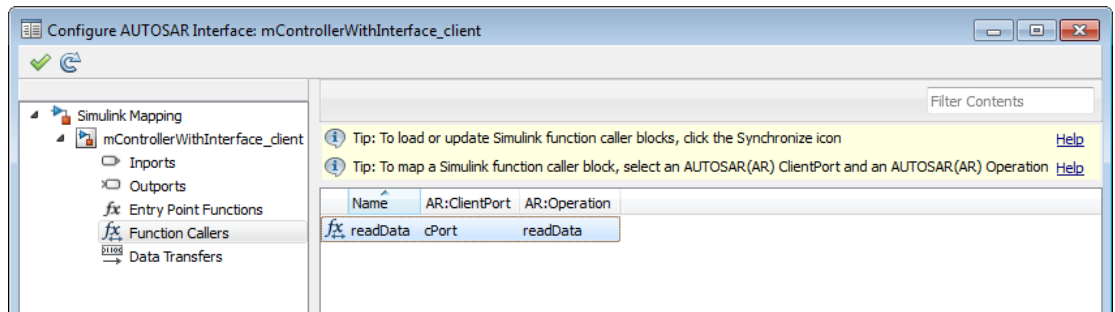 Configure AUTOSAR Interface: mControllerWithInterface_client
Filter Contents
Simulink Mapping
mControllerWithInterface_client
Inports
Outports
fx Entry Point Functions
fx Function Callers
Data Transfers
Tip: To load or update Simulink function caller blocks, click the Synchronize icon Help
Tip: To map a Simulink function caller block, select an AUTOSAR(AR) ClientPort and an AUTOSAR(AR) Operation Help
Name AR:ClientPort AR:Operation
fx readData cPort readData